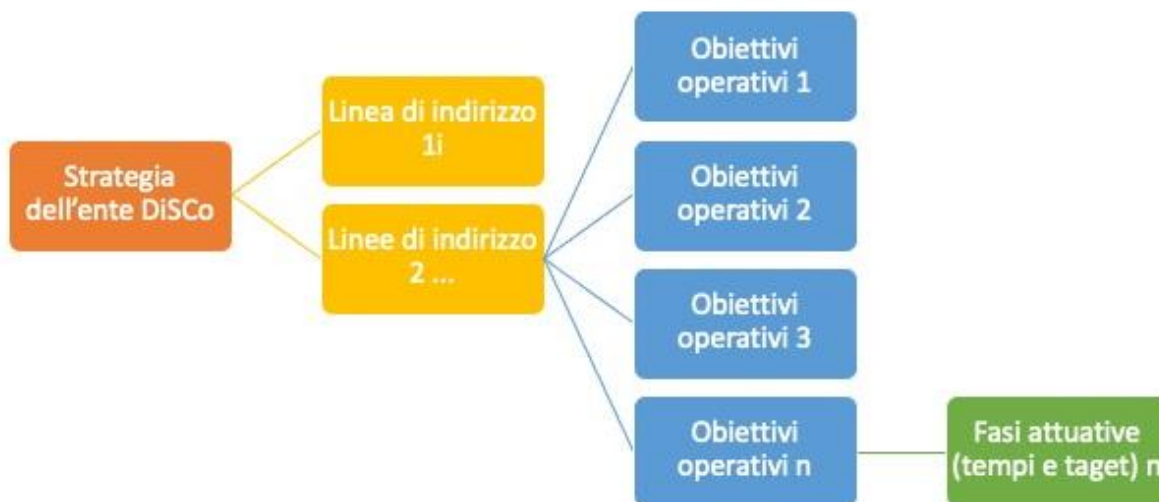 Strategia
dell'ente DiSCo
Linea di indirizzo
1i
Linee di indirizzo
2 ...
Obiettivi
operativi 1
Obiettivi
operativi 2
Obiettivi
operativi 3
Obiettivi
operativi n
Fasi attuative
(tempi e taget) n